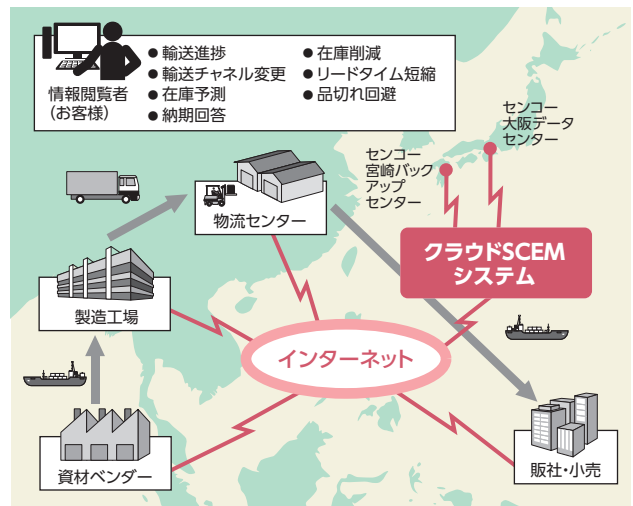 情報閲覧者
(お客様)
● 輸送進捗
● 輸送チャネル変更
● 在庫予測
● 納期回答
● 在庫削減
● リードタイム短縮
● 品切れ回避
センコー
大阪データ
センター
センコー
宮崎バック
アップ
センター
物流センター
クラウドSCEM
システム
製造工場
インターネット
資材ベンダー
販社・小売